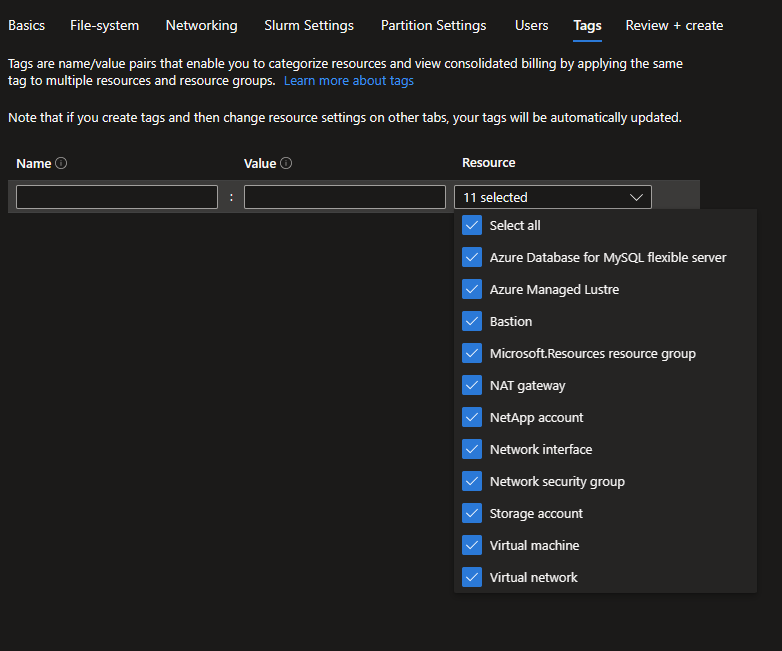 Basics File-system Networking Slurm Settings Partition Settings Users Tags Review + create
Tags are name/value pairs that enable you to categorize resources and view consolidated billing by applying the same
tag to multiple resources and resource groups. Learn more about tags
Note that if you create tags and then change resource settings on other tabs, your tags will be automatically updated.
Name Value Resource
: 11 selected
Select all
Azure Database for MySQL flexible server
Azure Managed Lustre
Bastion
Microsoft.Resources resource group
NAT gateway
NetApp account
Network interface
Network security group
Storage account
Virtual machine
Virtual network